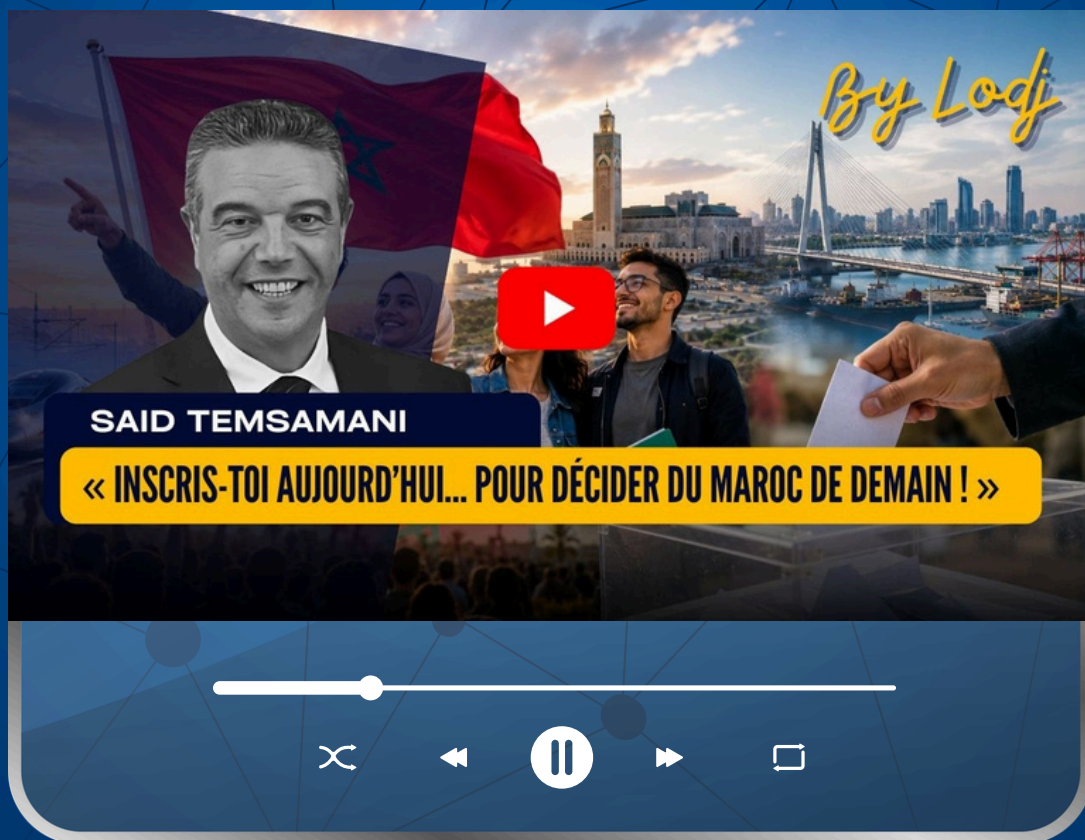 By Lodj
SAID TEMSAMANI
« INSCRIS-TOI AUJOURD’HUI... POUR DÉCIDER DU MAROC DE DEMAIN ! »